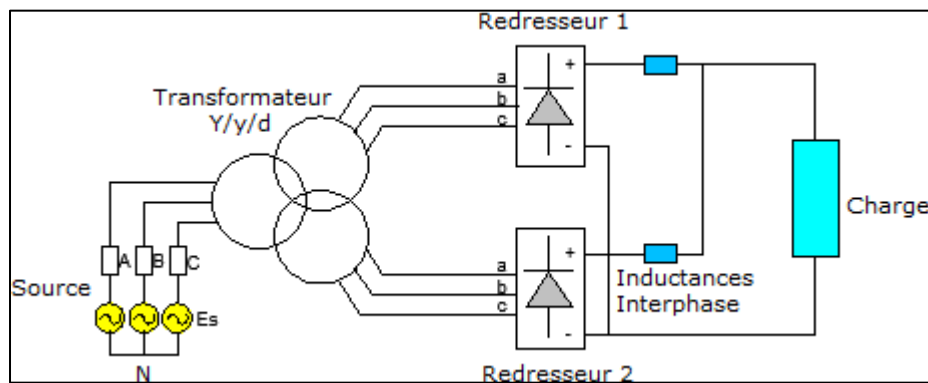 Redresseur 1
Transformateur
Y/y/d
a
b
c
+
-
Charge
A
B
C
Source
Es
N
a
b
c
+
-
Inductances
Interphase
Redresseur 2